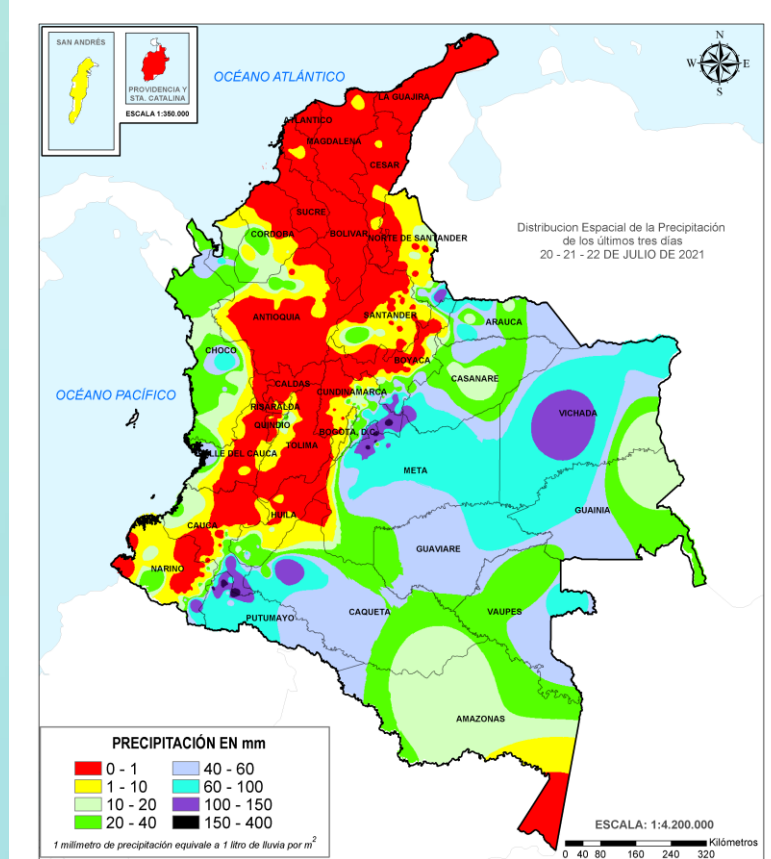 SAN ANDRÉS
PROVIDENCIA Y
STA. CATALINA
ESCALA 1:350.000
OCÉANO ATLÁNTICO
N
W E
S
LA GUAJIRA
ATLANTICO
MAGDALENA
CESAR
SUCRE
CORDOBA
BOLIVAR
NORTE DE SANTANDER
Distribucion Espacial de la Precipitación
de los últimos tres días
20 - 21 - 22 DE JULIO DE 2021
ANTIOQUIA
SANTANDER
ARAUCA
CHOCO
BOYACA
CASANARE
OCÉANO PACÍFICO
CALDAS
CUNDINAMARCA
RISARALDA
VICHADA
QUINDIO
BOGOTA, D.C.
TOLIMA
VALLE DEL CAUCA
META
GUAINIA
HUILA
CAUCA
GUAVIARE
NARIÑO
CAQUETA
VAUPES
PUTUMAYO
AMAZONAS
PRECIPITACIÓN EN mm
0 - 1
40 - 60
1 - 10
60 - 100
10 - 20
100 - 150
20 - 40
150 - 400
1 milimetro de precipitación equivale a 1 litro de lluvia por m²
ESCALA: 1:4.200.000
Kilómetros
0 40 80 160 240 320